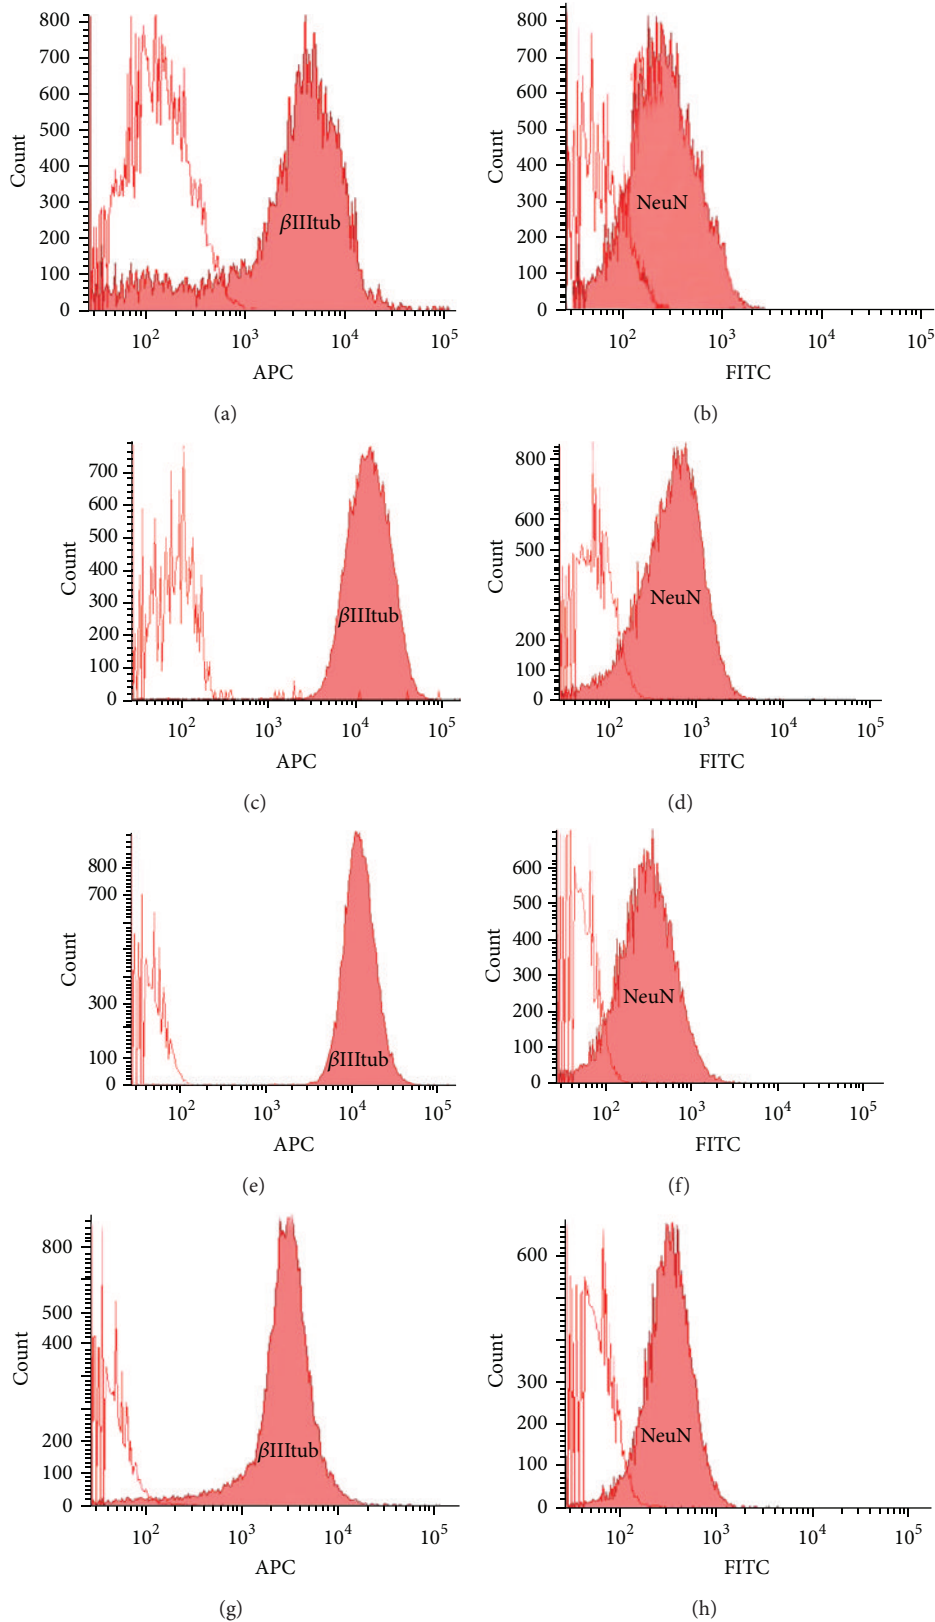 800
700
600
500
400
300
200
100
0
Count
βIIItub
10² 10³ 10⁴ 10⁵
APC
(a)
800
700
600
500
400
300
200
100
0
Count
NeuN
10² 10³ 10⁴ 10⁵
FITC
(b)
700
600
500
400
300
200
100
0
Count
βIIItub
10² 10³ 10⁴ 10⁵
APC
(c)
800
600
500
200
100
0
Count
NeuN
10² 10³ 10⁴ 10⁵
FITC
(d)
800
700
300
100
0
Count
βIIItub
10² 10³ 10⁴ 10⁵
APC
(e)
600
500
400
300
200
100
0
Count
NeuN
10² 10³ 10⁴ 10⁵
FITC
(f)
800
500
400
200
100
0
Count
βIIItub
10² 10³ 10⁴ 10⁵
APC
(g)
600
300
200
100
0
Count
NeuN
10² 10³ 10⁴ 10⁵
FITC
(h)